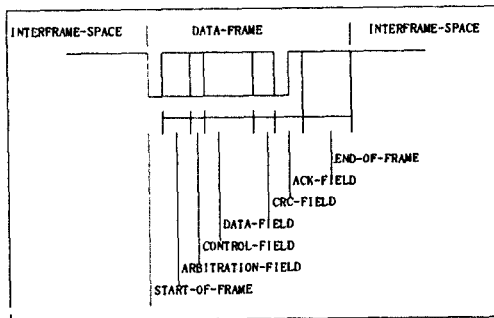 INTERFRAME-SPACE DATA-FRAME INTERFRAME-SPACE
END-OF-FRAME
ACK-FIELD
CRC-FIELD
DATA-FIELD
CONTROL-FIELD
ARBITRATION-FIELD
START-OF-FRAME